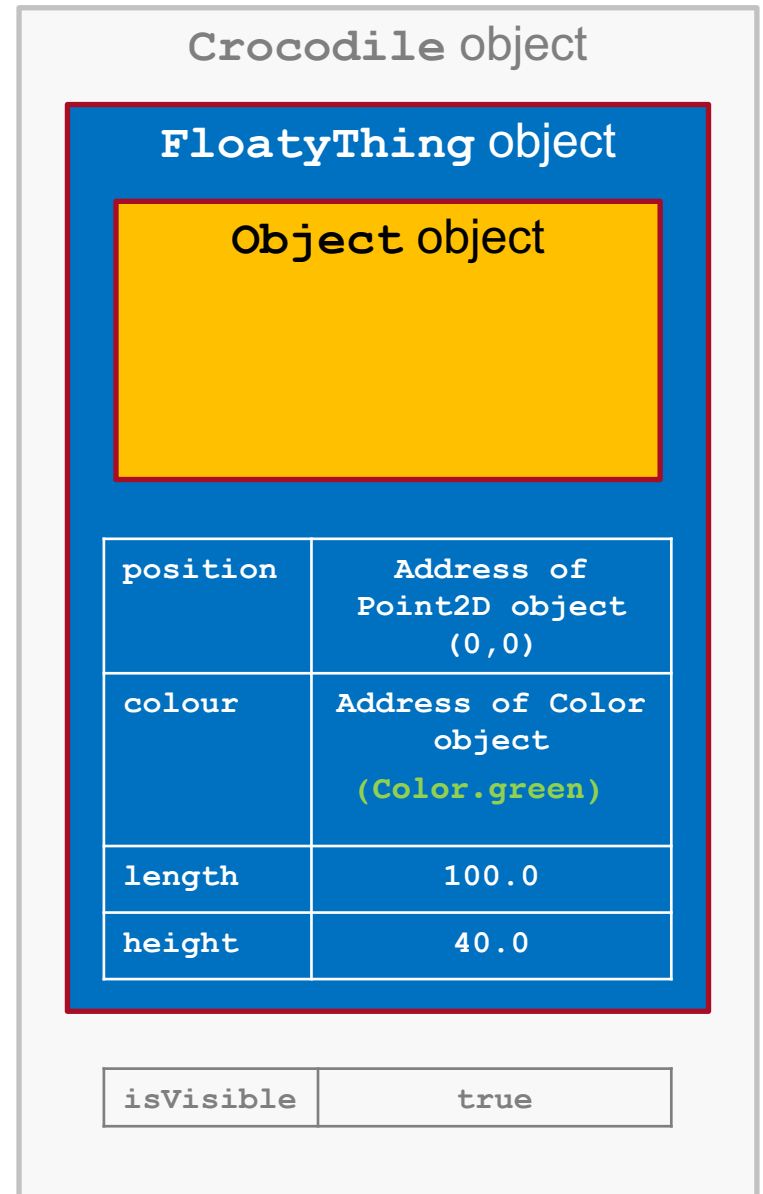 Crocodile object
FloatyThing object
Object object
position
Address of
Point2D object
(0,0)
colour
Address of Color
object
(Color.green)
length
100.0
height
40.0
isVisible
true